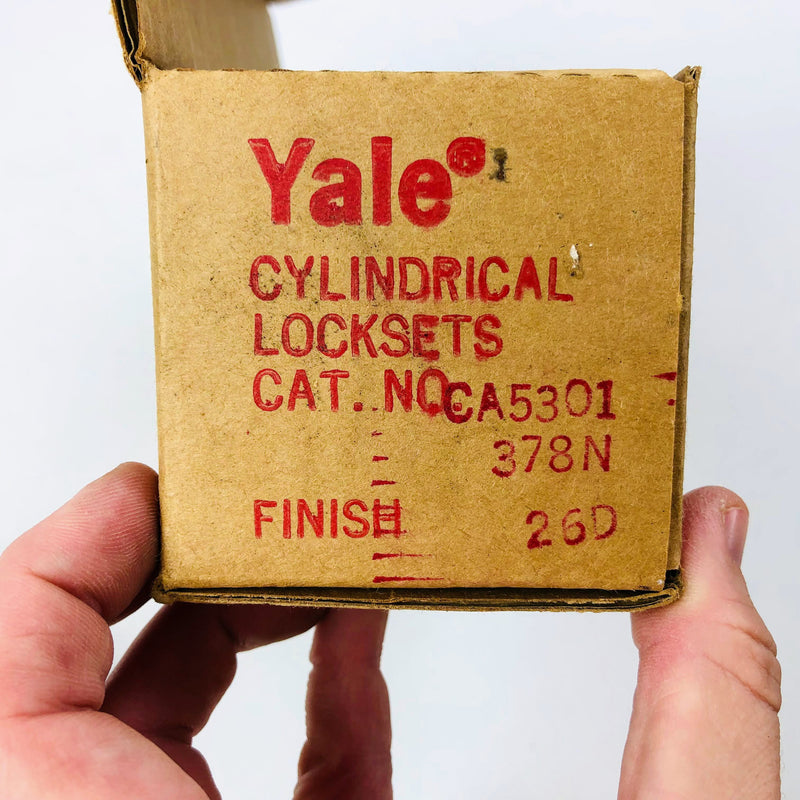 Yale®
CYLINDRICAL
LOCKSETS
CAT. NO. CA5301
378N
FINISH 26D